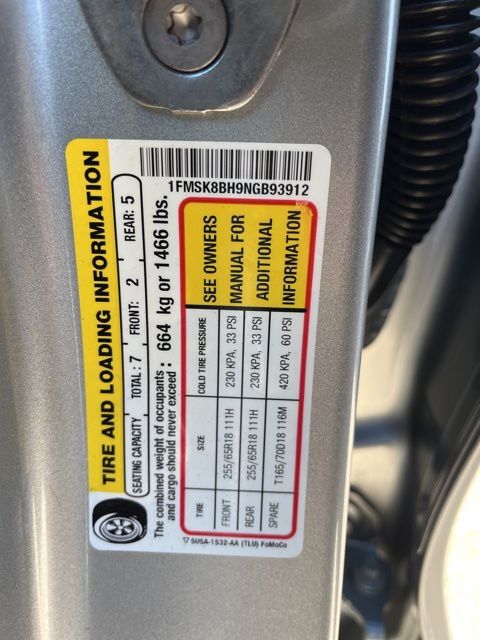 1FMSK8BH9NGB93912
TIRE AND LOADING INFORMATION
SEATING CAPACITY TOTAL: 7 FRONT: 2 REAR: 5
The combined weight of occupants
and cargo should never exceed : 664 kg or 1466 lbs.
TIRE SIZE COLD TIRE PRESSURE SEE OWNERS
FRONT 255/65R18 111H 230 KPA, 33 PSI MANUAL FOR
REAR 255/65R18 111H 230 KPA, 33 PSI ADDITIONAL
SPARE T165/70D18 116M 420 KPA, 60 PSI INFORMATION
▽ 5U5A-1532-AA (TLU) FoMoCo